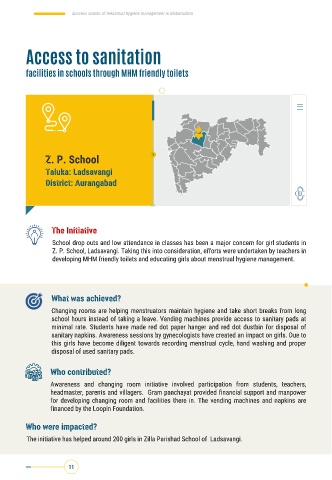 Success stories of menstrual hygiene management in Maharashtra
Access to sanitation
facilities in schools through MHM friendly toilets
Z. P. School
Taluka: Ladsavangi
District: Aurangabad
The Initiative
School drop outs and low attendance in classes has been a major concern for girl students in
Z. P. School, Ladsavangi. Taking this into consideration, efforts were undertaken by teachers in
developing MHM friendly toilets and educating girls about menstrual hygiene management.
What was achieved?
Changing rooms are helping menstruators maintain hygiene and take short breaks from long
school hours instead of taking a leave. Vending machines provide access to sanitary pads at
minimal rate. Students have made red dot paper hanger and red dot dustbin for disposal of
sanitary napkins. Awareness sessions by gynecologists have created an impact on girls. Due to
this girls have become diligent towards recording menstrual cycle, hand washing and proper
disposal of used sanitary pads.
Who contributed?
Awareness and changing room initiative involved participation from students, teachers,
headmaster, parents and villagers. Gram panchayat provided financial support and manpower
for developing changing room and facilities there in. The vending machines and napkins are
financed by the Loopin Foundation.
Who were impacted?
The initiative has helped around 200 girls in Zilla Parishad School of Ladsavangi.
11